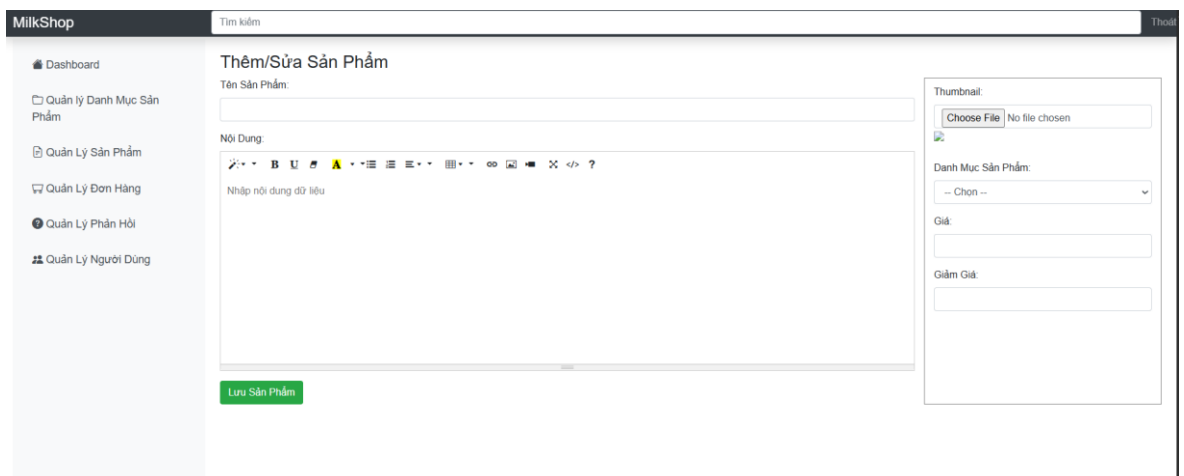 MilkShop
Tìm kiếm
Thoát
Dashboard
Quản lý Danh Mục Sản
Phẩm
Quản Lý Sản Phẩm
Quản Lý Đơn Hàng
Quản Lý Phản Hồi
Quản Lý Người Dùng
Thêm/Sửa Sản Phẩm
Tên Sản Phẩm:
Nội Dung:
B U A </> ?
Nhập nội dung dữ liệu
Lưu Sản Phẩm
Thumbnail:
Choose File No file chosen
Danh Mục Sản Phẩm:
-- Chọn --
Giá:
Giảm Giá: